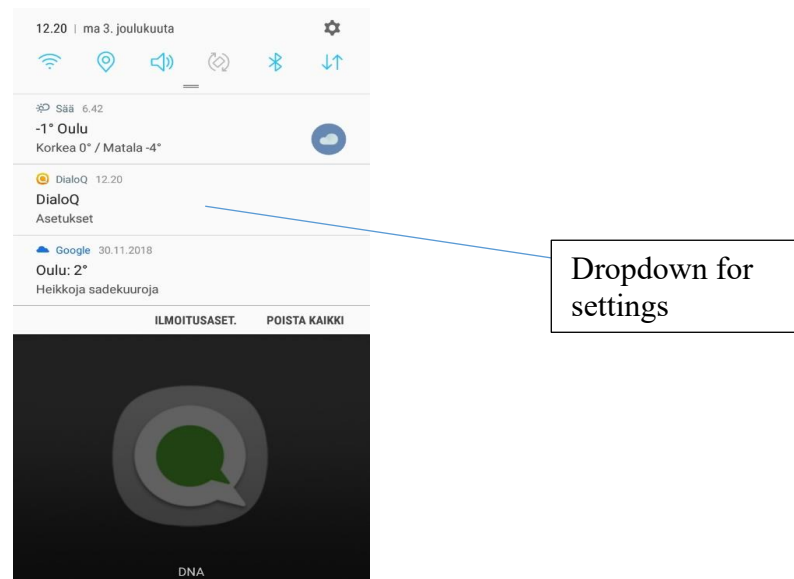 12.20 | ma 3. joulukuuta
Sää 6.42
-1° Oulu
Korkea 0° / Matala -4°
DialoQ 12.20
DialoQ
Asetukset
Google 30.11.2018
Oulu: 2°
Heikkoja sadekuuroja
ILMOITUSASET. POISTA KAIKKI
DNA
Dropdown for
settings